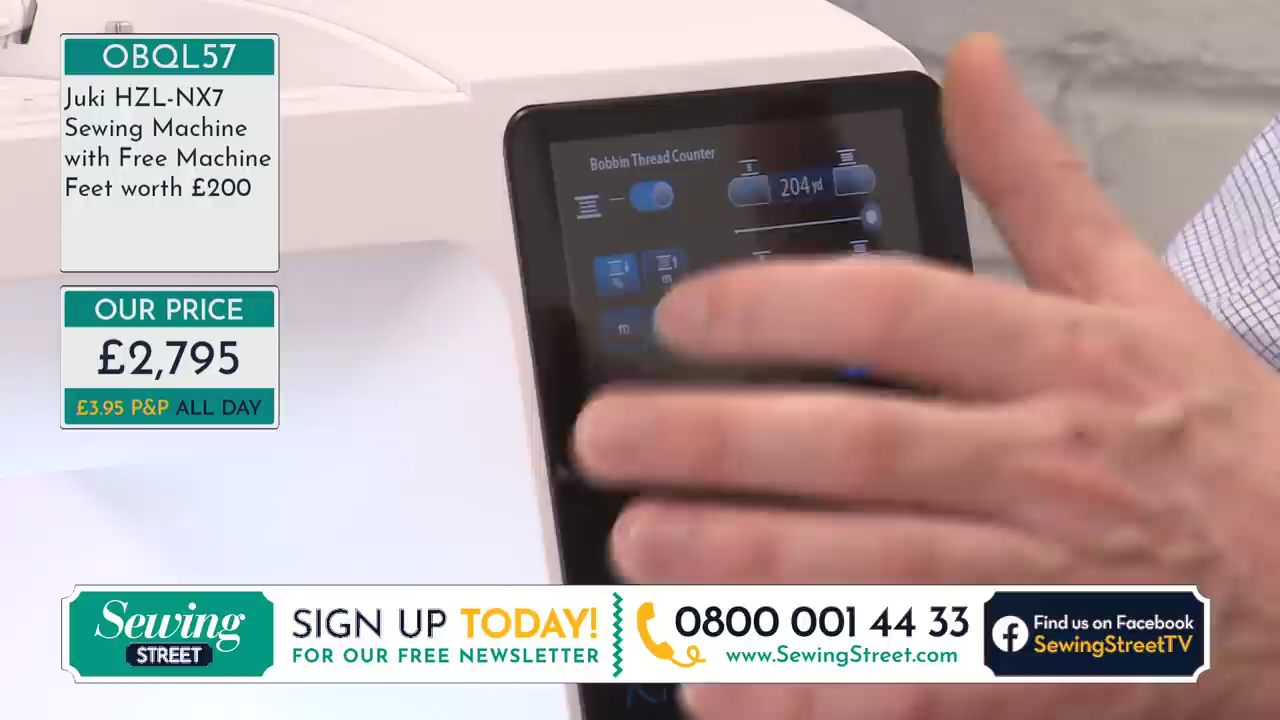 OBQL57
Juki HZL-NX7
Sewing Machine
with Free Machine
Feet worth £200
OUR PRICE
£2,795
£3.95 P&P ALL DAY
Bobbin Thread Counter
204 yd
%
m
m
Sewing
STREET
SIGN UP TODAY!
FOR OUR FREE NEWSLETTER
0800 001 44 33
www.SewingStreet.com
Find us on Facebook
SewingStreetTV